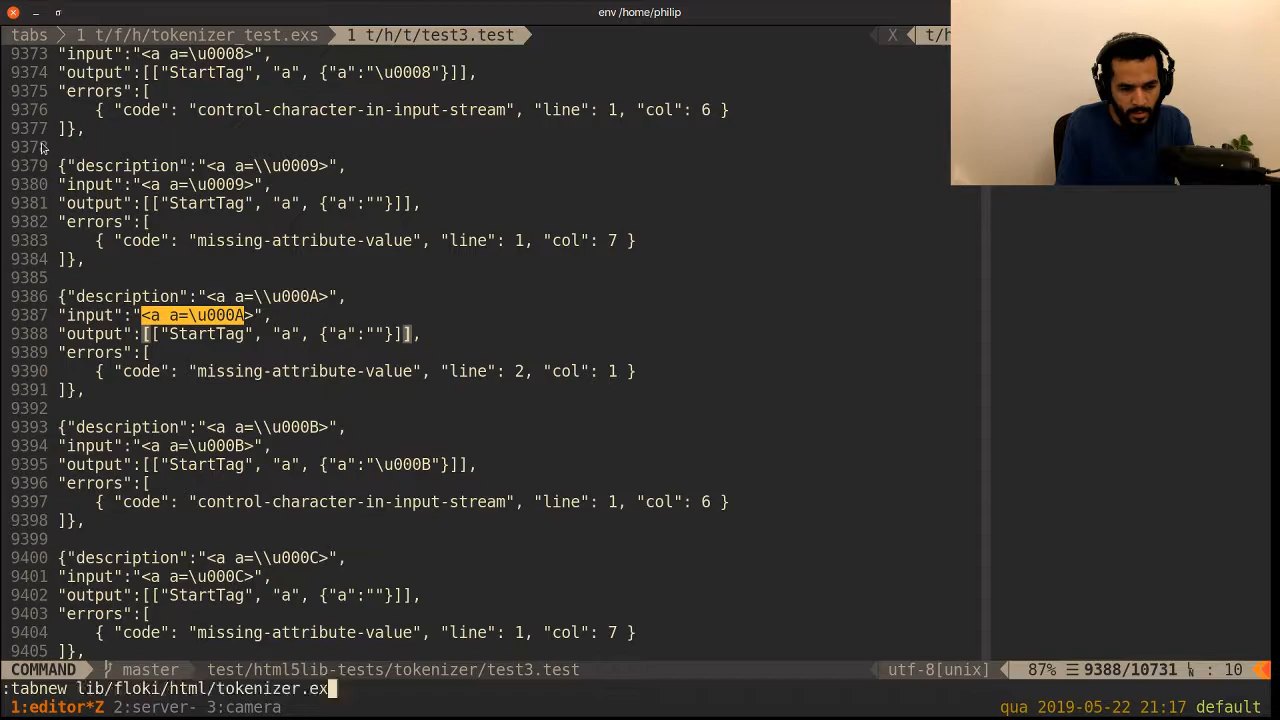 env /home/philip
tabs 1 t/f/h/tokenizer_test.exs 1 t/h/t/test3.test X t/h
9373 "input":"<a a=\u0008>",
9374 "output":[["StartTag", "a", {"a":"\u0008"}]],
9375 "errors":[
9376 { "code": "control-character-in-input-stream", "line": 1, "col": 6 }
9377 ]},
9378
9379 {"description":"<a a=\\u0009>",
9380 "input":"<a a=\u0009>",
9381 "output":[["StartTag", "a", {"a":""}]],
9382 "errors":[
9383 { "code": "missing-attribute-value", "line": 1, "col": 7 }
9384 ]},
9385
9386 {"description":"<a a=\\u000A>",
9387 "input":"<a a=\u000A>",
9388 "output":[["StartTag", "a", {"a":""}]],
9389 "errors":[
9390 { "code": "missing-attribute-value", "line": 2, "col": 1 }
9391 ]},
9392
9393 {"description":"<a a=\\u000B>",
9394 "input":"<a a=\u000B>",
9395 "output":[["StartTag", "a", {"a":"\u000B"}]],
9396 "errors":[
9397 { "code": "control-character-in-input-stream", "line": 1, "col": 6 }
9398 ]},
9399
9400 {"description":"<a a=\\u000C>",
9401 "input":"<a a=\u000C>",
9402 "output":[["StartTag", "a", {"a":""}]],
9403 "errors":[
9404 { "code": "missing-attribute-value", "line": 1, "col": 7 }
9405 ]},
COMMAND master test/html5lib-tests/tokenizer/test3.test utf-8[unix] 87% ☰ 9388/10731 ㏑ : 10
:tabnew lib/floki/html/tokenizer.ex
1:editor*Z 2:server- 3:camera qua 2019-05-22 21:17 default